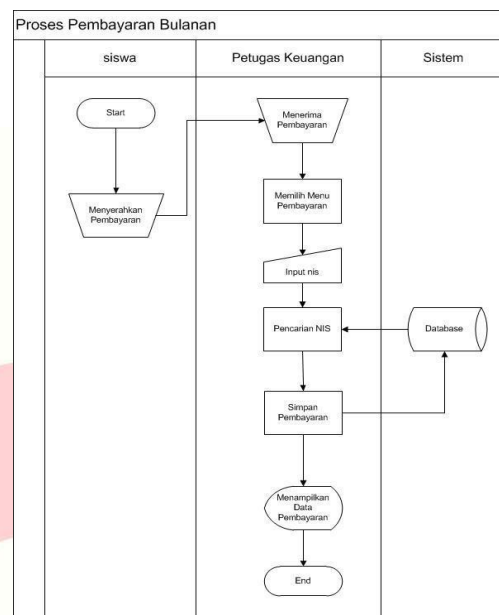 Proses Pembayaran Bulanan
siswa
Petugas Keuangan
Sistem
Start
Menyerahkan
Pembayaran
Menerima
Pembayaran
Memilih Menu
Pembayaran
Input nis
Pencarian NIS
Database
Simpan
Pembayaran
Menampilkan
Data
Pembayaran
End